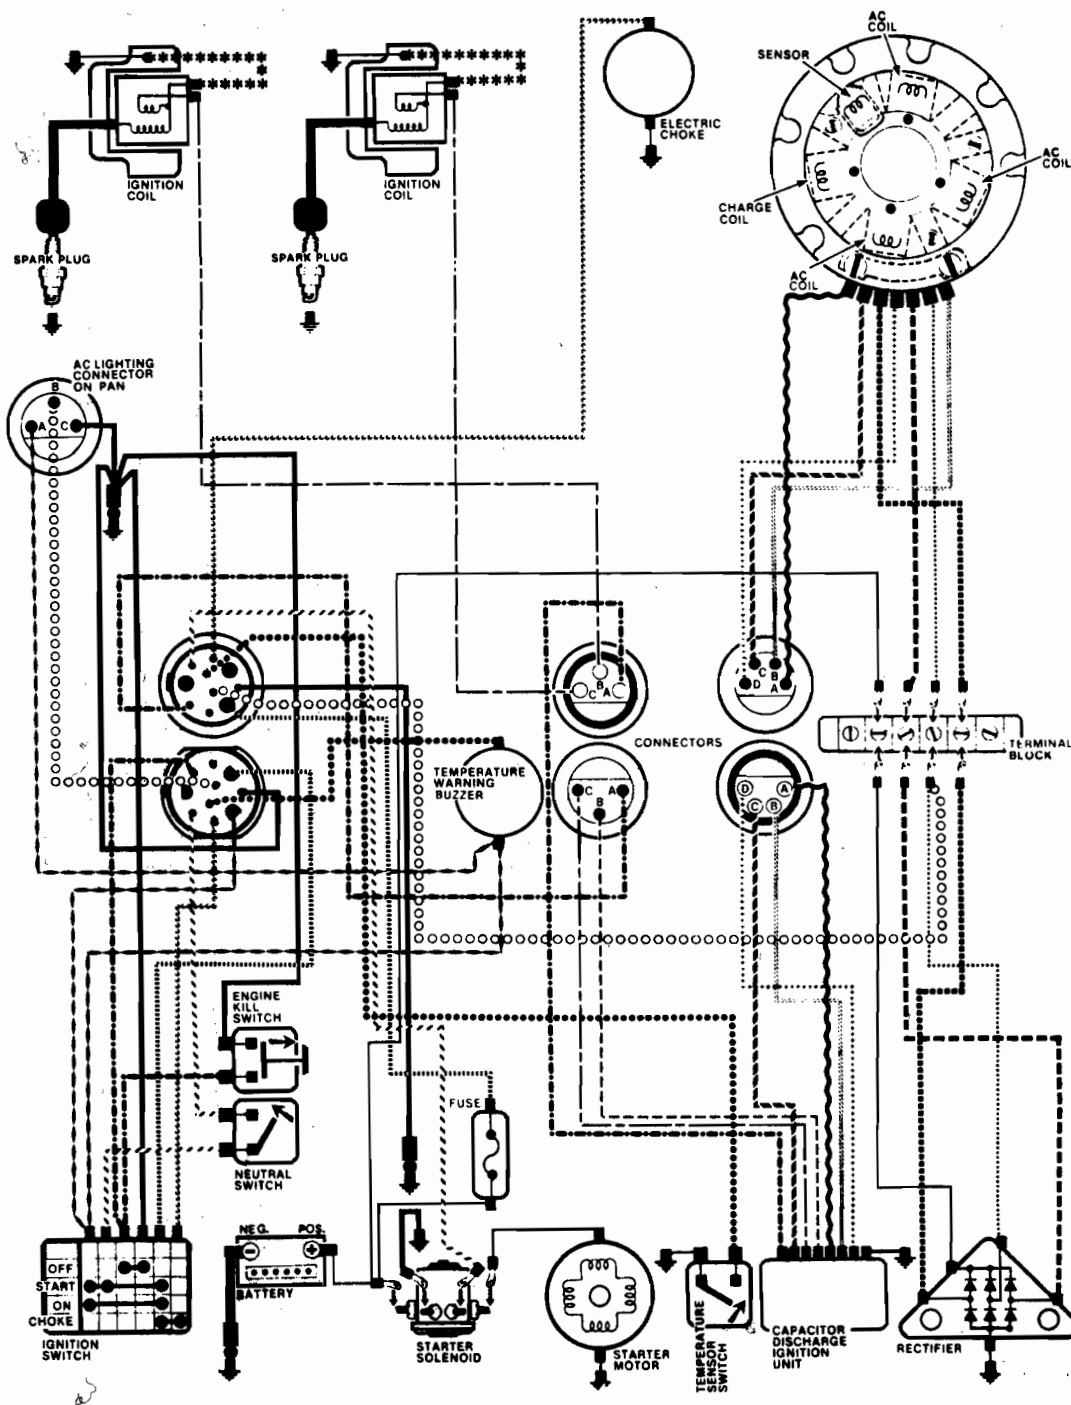 AC
COIL
SENSOR
ELECTRIC
CHOKE
AC
COIL
IGNITION
COIL
IGNITION
COIL
CHARGE
COIL
SPARK PLUG
SPARK PLUG
AC
COIL
AC LIGHTING
CONNECTOR
ON PAN
B
A
C
B
C
A
C
B
D
A
CONNECTORS
TERMINAL
BLOCK
TEMPERATURE
WARNING
BUZZER
C
A
B
D
A
C
B
ENGINE
KILL
SWITCH
FUSE
NEUTRAL
SWITCH
NEG.
POS.
BATTERY
OFF
START
ON
CHOKE
IGNITION
SWITCH
STARTER
SOLENOID
STARTER
MOTOR
TEMPERATURE
SENSOR
SWITCH
CAPACITOR
DISCHARGE
IGNITION
UNIT
RECTIFIER